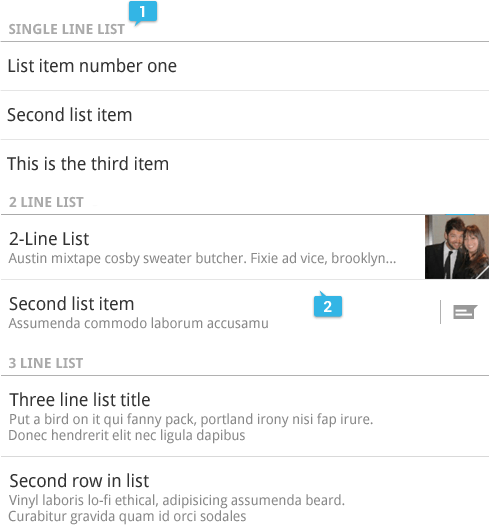 1
SINGLE LINE LIST
List item number one
Second list item
This is the third item
2 LINE LIST
2-Line List
Austin mixtape cosby sweater butcher. Fixie ad vice, brooklyn...
Second list item
2
Assumenda commodo laborum accusamu
3 LINE LIST
Three line list title
Put a bird on it qui fanny pack, portland irony nisi fap irure.
Donec hendrerit elit nec ligula dapibus
Second row in list
Vinyl laboris lo-fi ethical, adipisicing assumenda beard.
Curabitur gravida quam id orci sodales